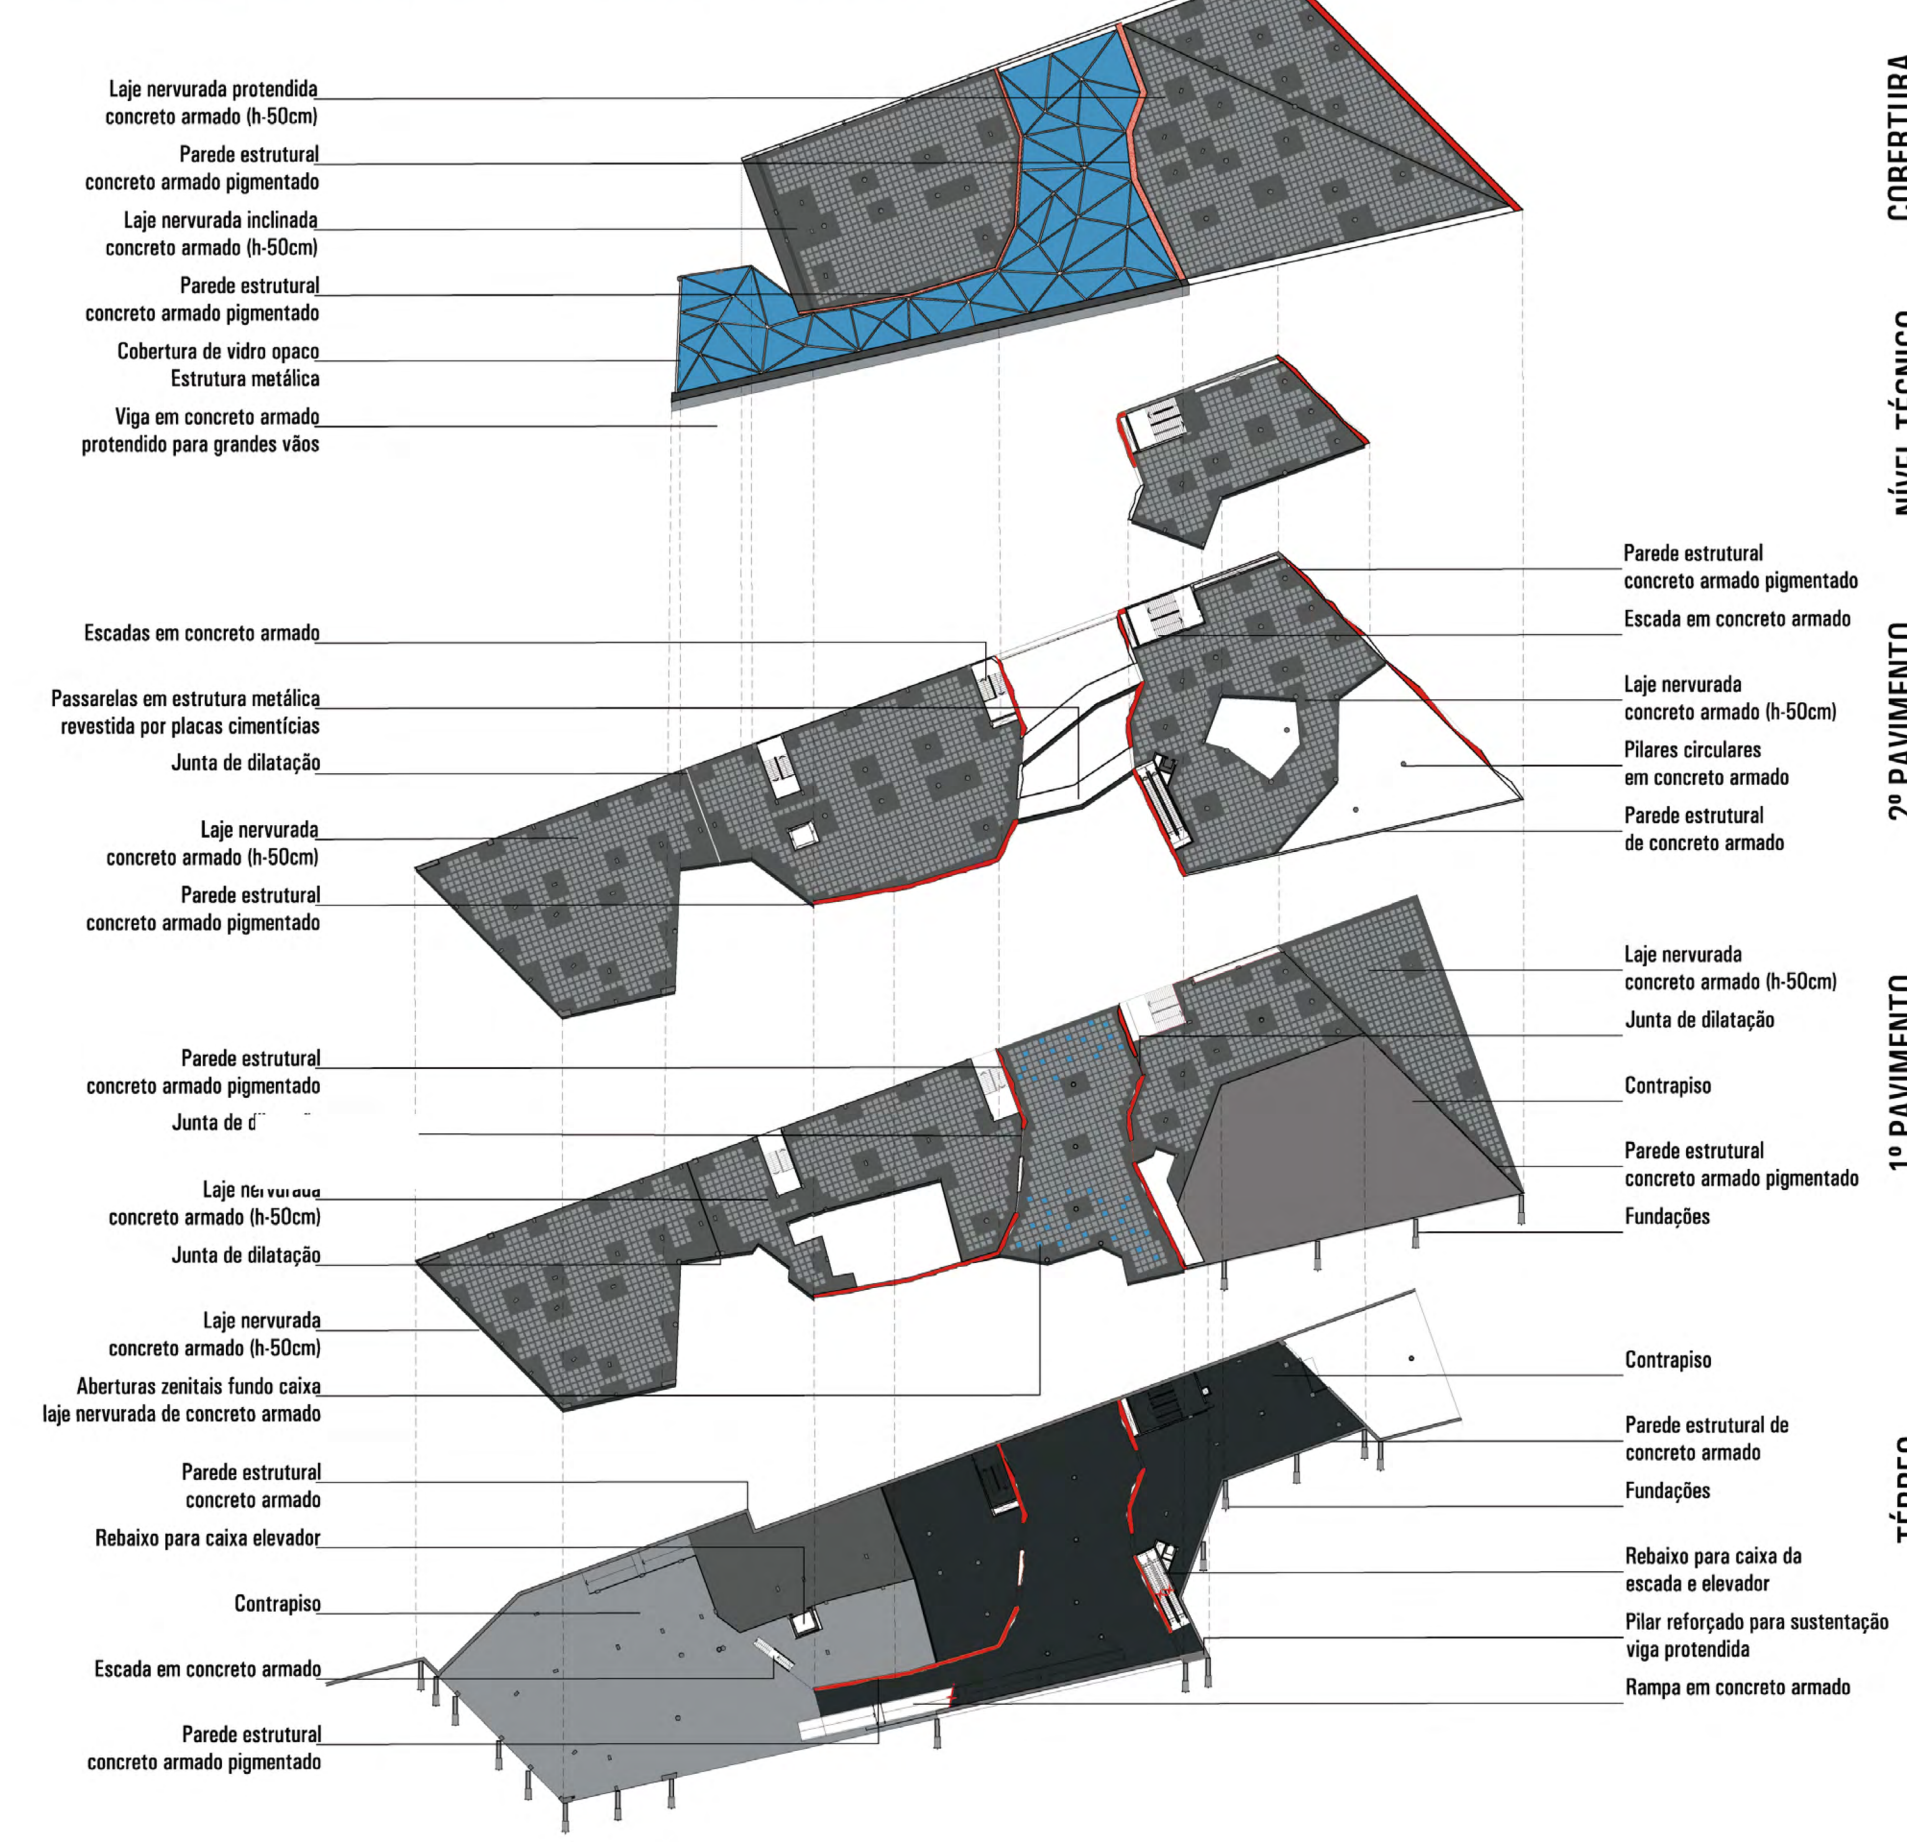 Laje nervurada protendida
concreto armado (h-50cm)
Parede estrutural
concreto armado pigmentado
Laje nervurada inclinada
concreto armado (h-50cm)
Parede estrutural
concreto armado pigmentado
Cobertura de vidro opaco
Estrutura metálica
Viga em concreto armado
protendido para grandes vãos
COBERTURA
NÍVEL TÉCNICO
Escadas em concreto armado
Passarelas em estrutura metálica
revestida por placas cimentícias
Junta de dilatação
Laje nervurada
concreto armado (h-50cm)
Parede estrutural
concreto armado pigmentado
Parede estrutural
concreto armado pigmentado
Escada em concreto armado
Laje nervurada
concreto armado (h-50cm)
Pilares circulares
em concreto armado
Parede estrutural
de concreto armado
2º PAVIMENTO
Parede estrutural
concreto armado pigmentado
Junta de
Laje
concreto armado (h-50cm)
Junta de dilatação
Laje nervurada
concreto armado (h-50cm)
Aberturas zenitais fundo caixa
laje nervurada de concreto armado
Laje nervurada
concreto armado (h-50cm)
Junta de dilatação
Contrapiso
Parede estrutural
concreto armado pigmentado
Fundações
1º PAVIMENTO
Parede estrutural
concreto armado
Rebaixo para caixa elevador
Contrapiso
Escada em concreto armado
Parede estrutural
concreto armado pigmentado
Contrapiso
Parede estrutural de
concreto armado
Fundações
Rebaixo para caixa da
escada e elevador
Pilar reforçado para sustentação
viga protendida
Rampa em concreto armado
TÉRREO